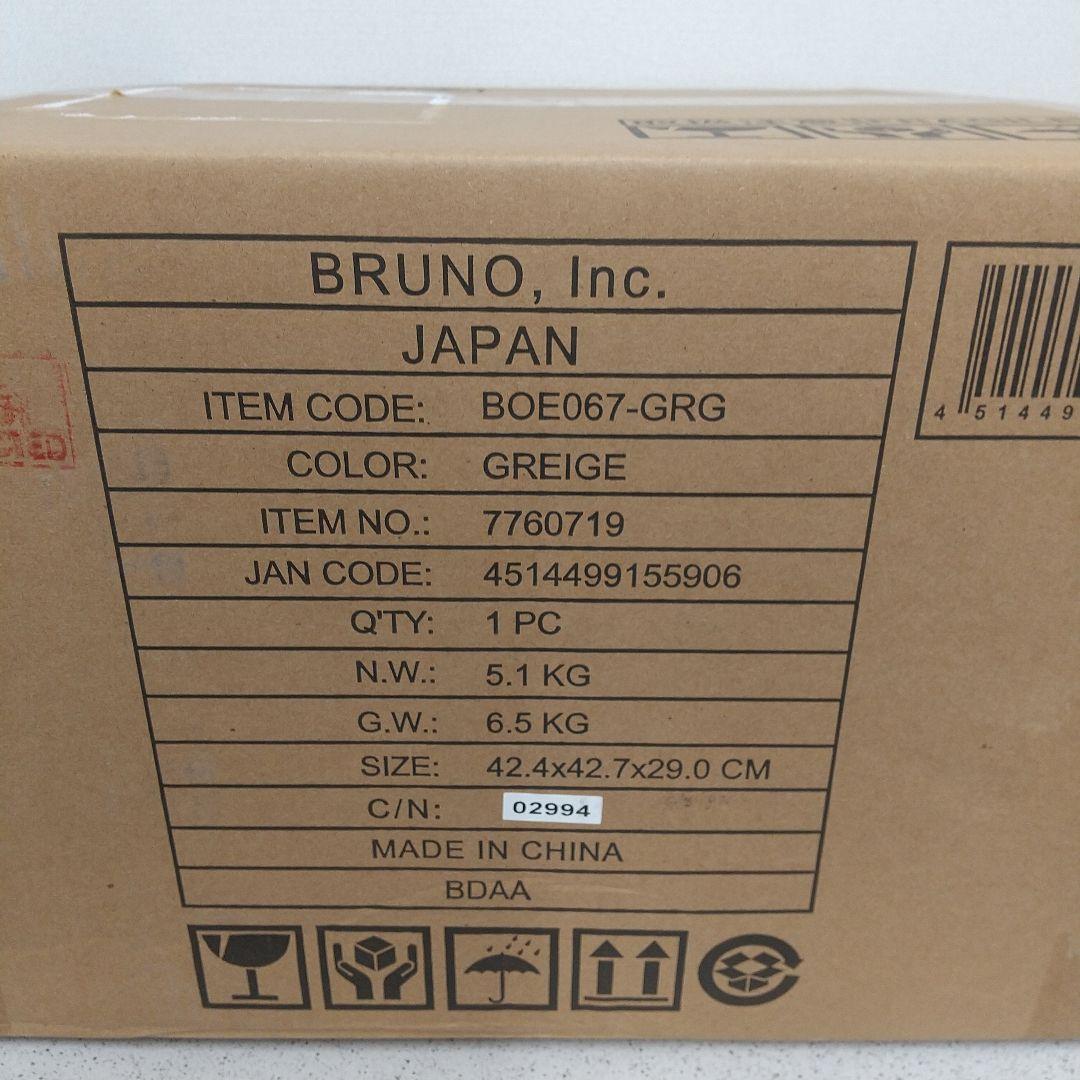 BRUNO, Inc.
JAPAN
ITEM CODE: BOE067-GRG
COLOR: GREIGE
ITEM NO.: 7760719
JAN CODE: 4514499155906
Q'TY: 1 PC
N.W.: 5.1 KG
G.W.: 6.5 KG
SIZE: 42.4x42.7x29.0 CM
C/N: 02994
MADE IN CHINA
BDAA
4 51449